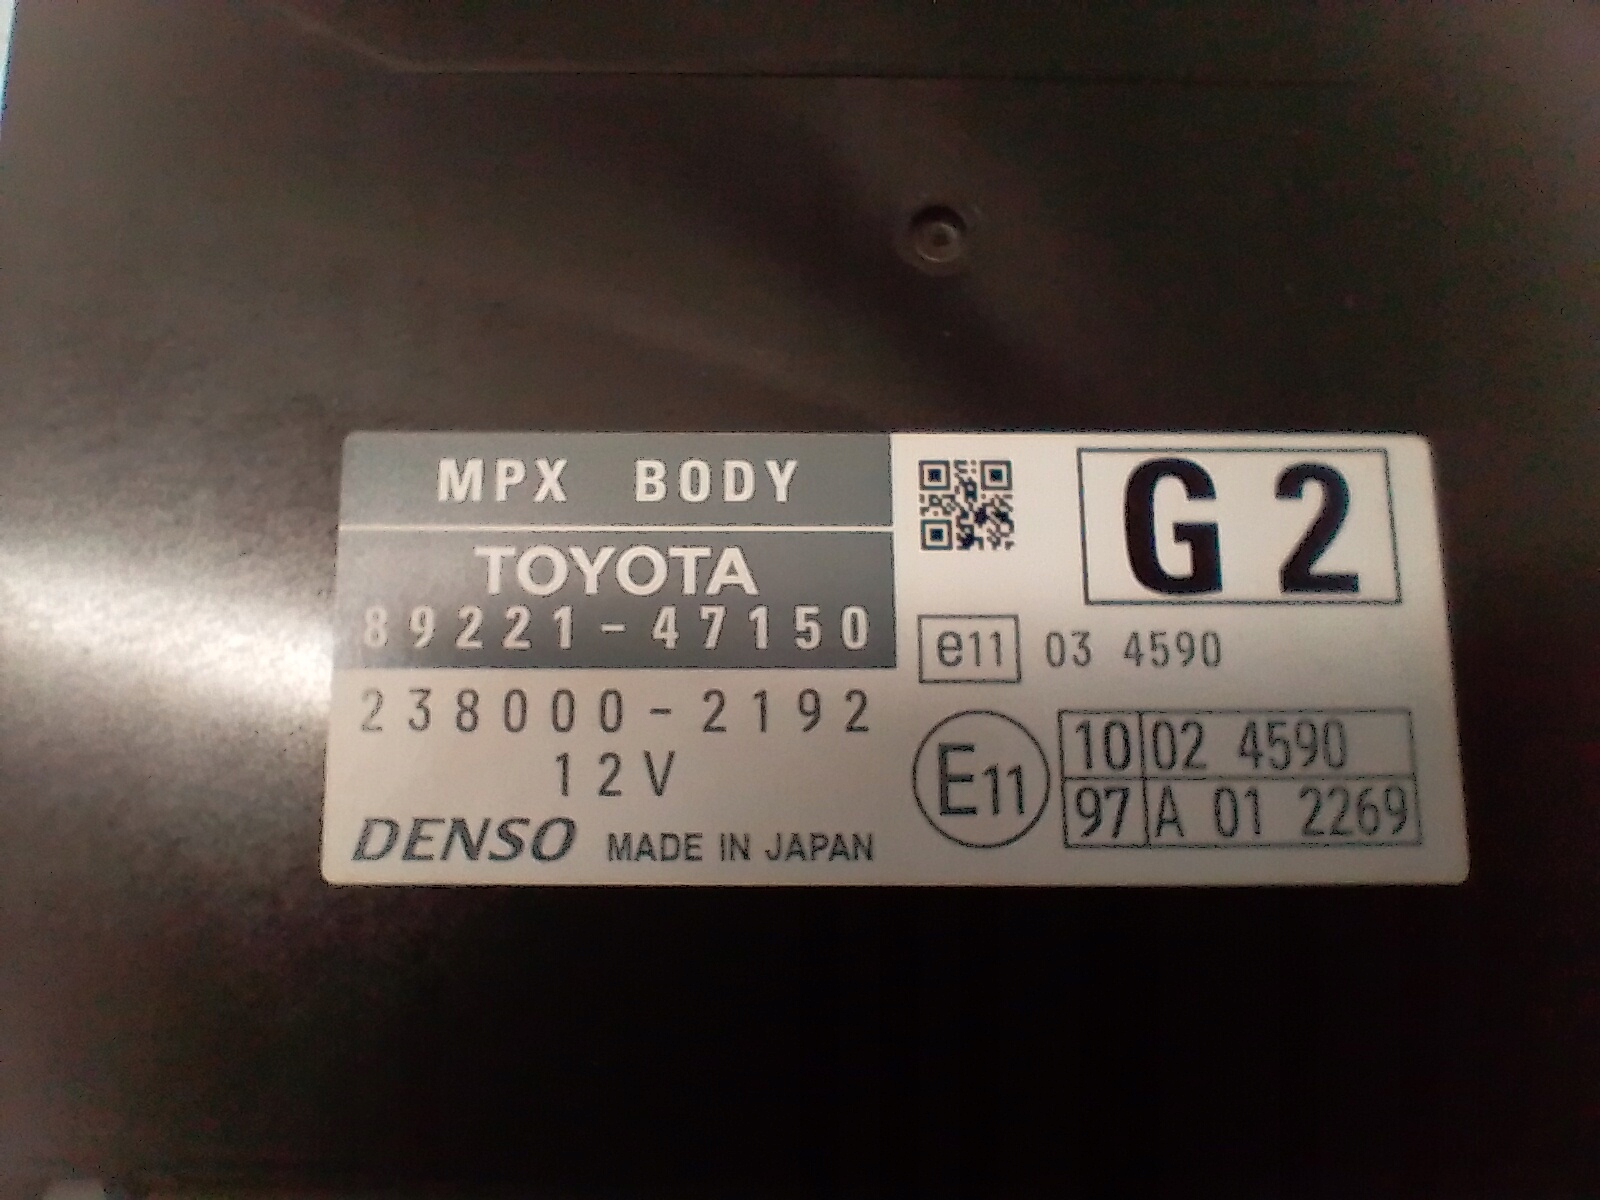 MPX BODY
TOYOTA
89221-47150
238000-2192
12V
DENSO MADE IN JAPAN
G2
e11 03 4590
E11
10 02 4590
97 A 01 2269